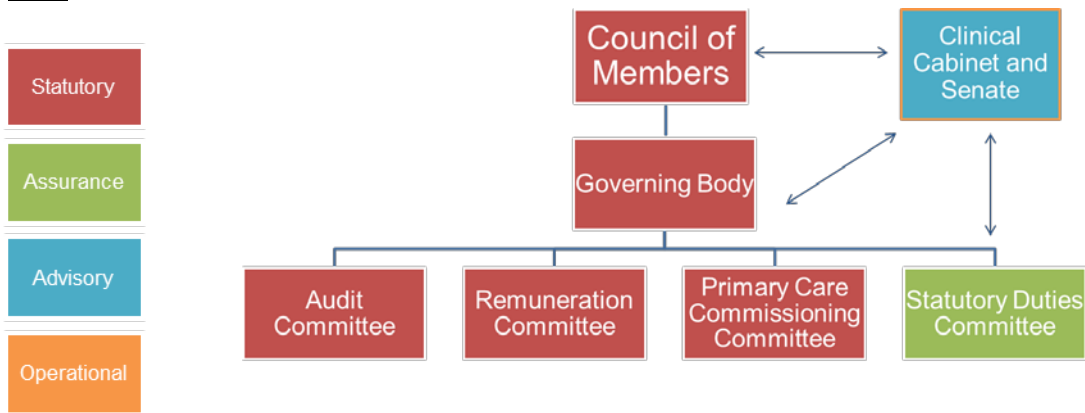 Statutory
Assurance
Advisory
Operational
Council of
Members
Clinical
Cabinet and
Senate
Governing Body
Audit
Committee
Remuneration
Committee
Primary Care
Commissioning
Committee
Statutory Duties
Committee